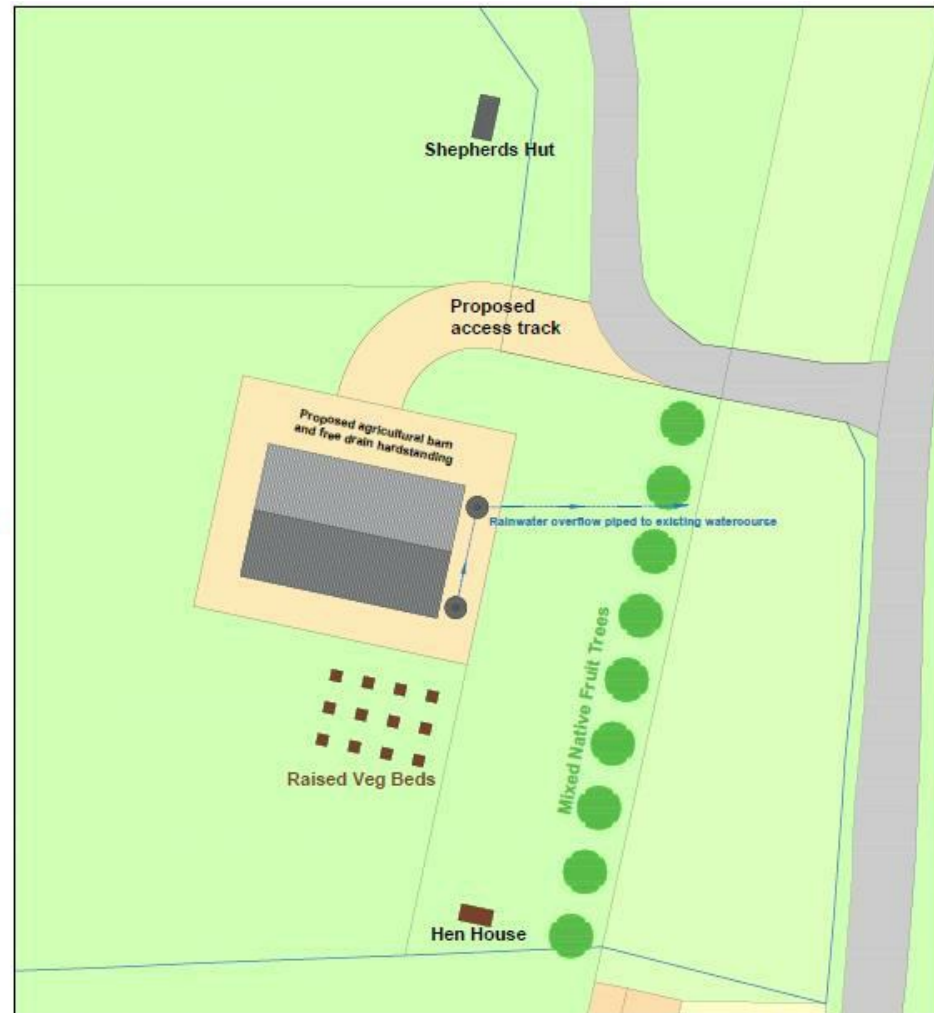 Shepherds Hut
Proposed
access track
Proposed agricultural barn
and free drain hardstanding
Rainwater overflow piped to existing watercourse
Mixed Native Fruit Trees
Raised Veg Beds
Hen House